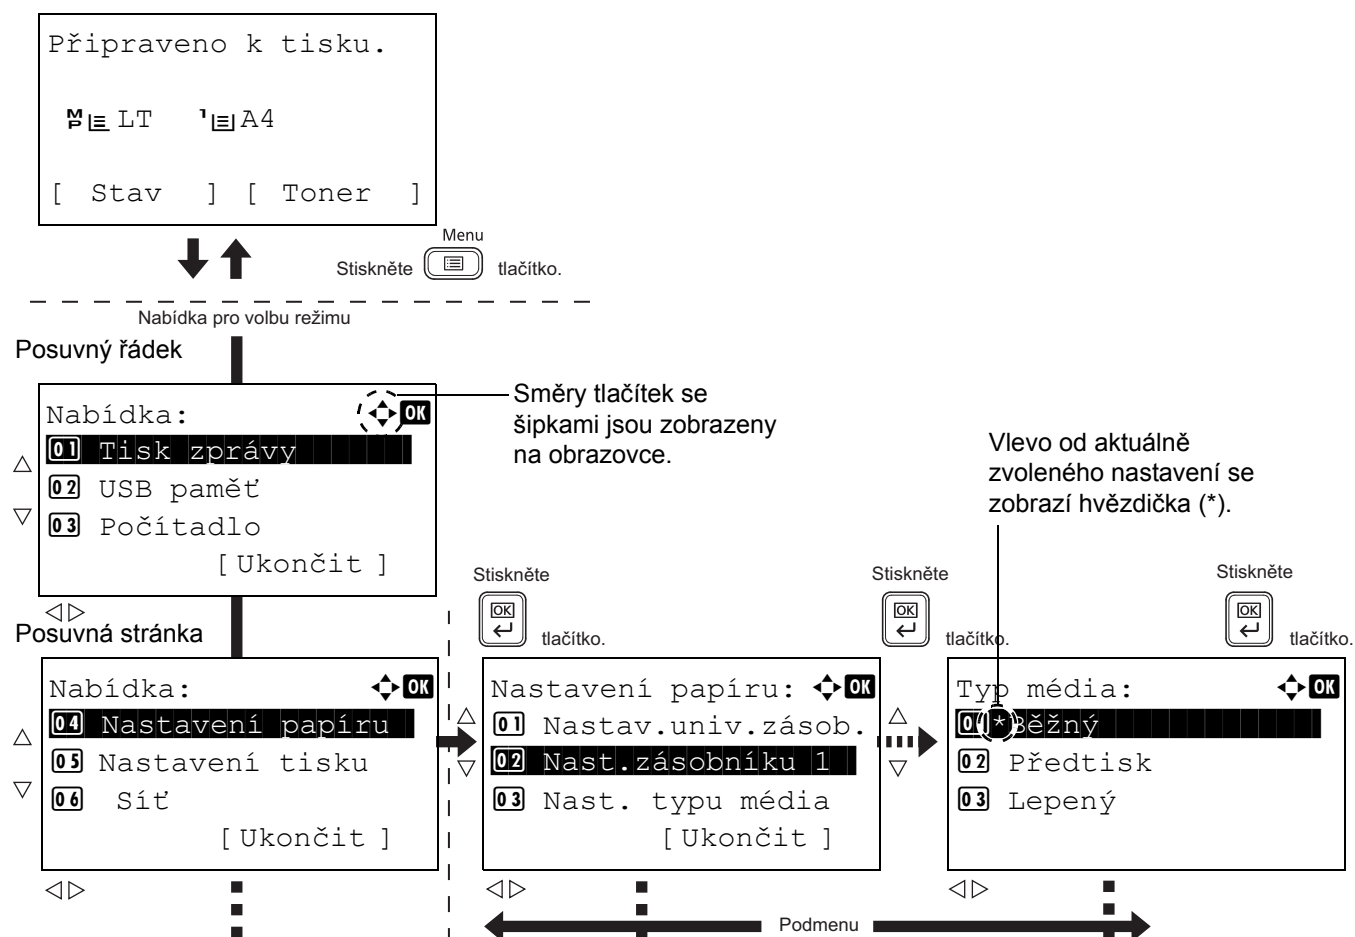 Připraveno k tisku.
MP LT 1 A4
[ Stav ] [ Toner ]
Menu
Stiskněte tlačítko.
Nabídka pro volbu režimu
Posuvný řádek
Nabídka: OK
01 Tisk zprávy
02 USB paměť
03 Počítadlo
[ Ukončit ]
Směry tlačítek se
šipkami jsou zobrazeny
na obrazovce.
Vlevo od aktuálně
zvoleného nastavení se
zobrazí hvězdička (*).
Posuvná stránka
Nabídka: OK
04 Nastavení papíru
05 Nastavení tisku
06 Síť
[ Ukončit ]
Stiskněte
OK
tlačítko.
Nastavení papíru: OK
01 Nastav.univ.zásob.
02 Nast.zásobníku 1
03 Nast. typu média
[ Ukončit ]
Stiskněte
OK
tlačítko.
Typ média: OK
01 *Běžný
02 Předtisk
03 Lepený
Stiskněte
OK
tlačítko.
Podmenu